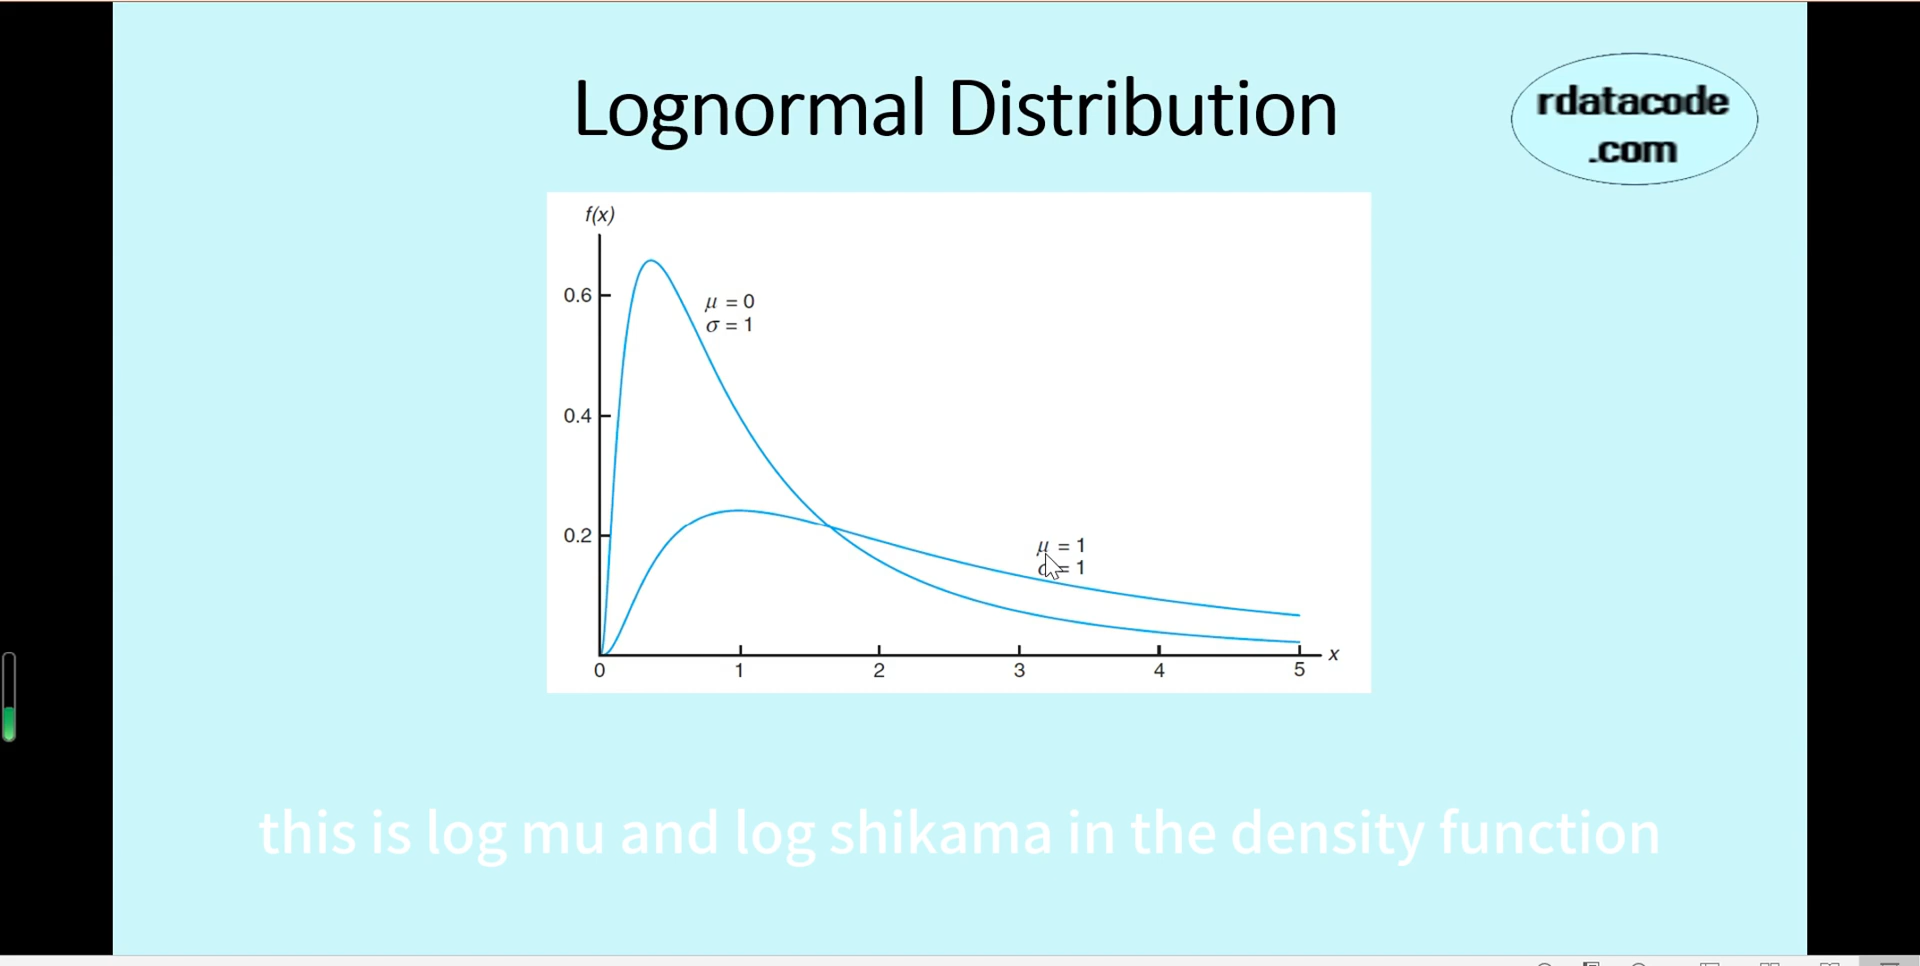 Lognormal Distribution
rdatacode
.com
f(x)
0.6
μ = 0
σ = 1
0.4
0.2
μ = 1
= 1
x
0 1 2 3 4 5
this is log mu and log shikama in the density function